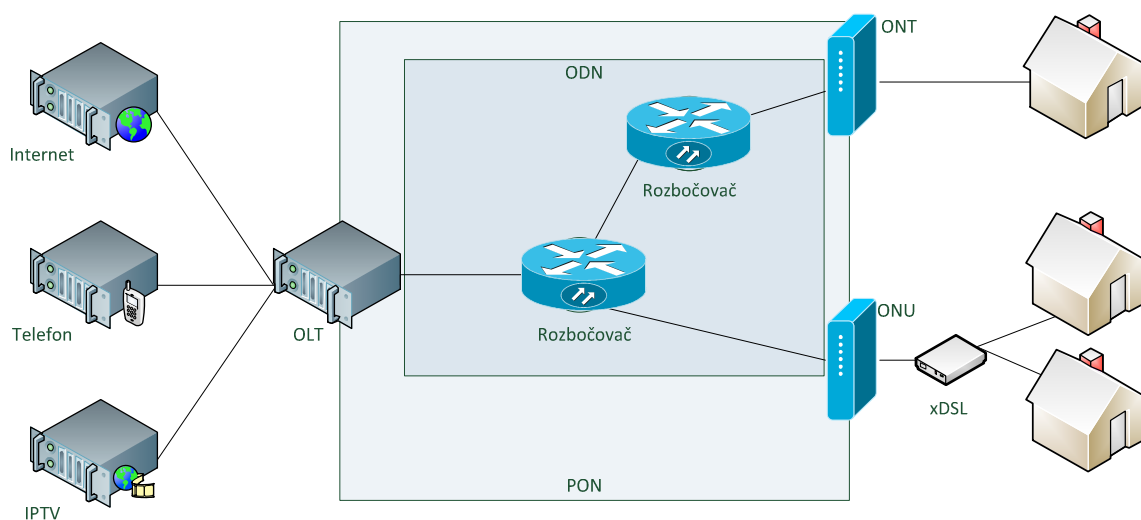 ONT
ODN
Internet
Rozbočovač
Telefon
OLT
Rozbočovač
ONU
xDSL
PON
IPTV